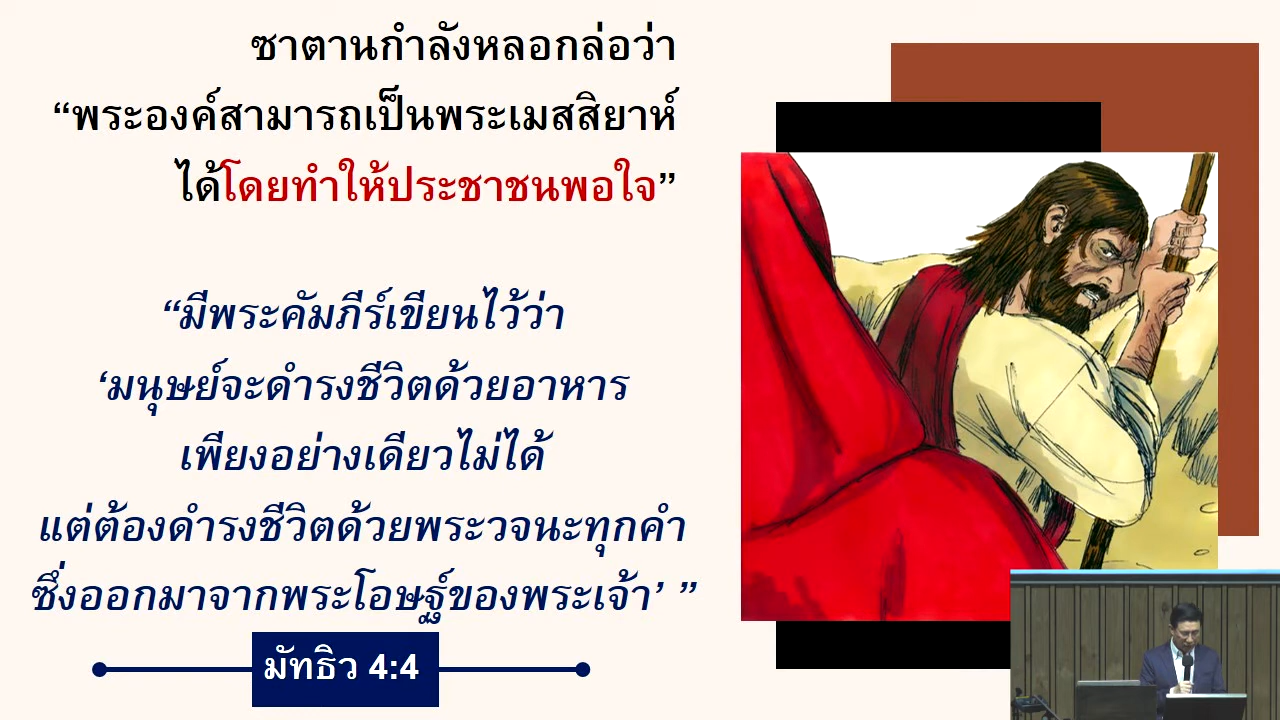 ซาตานกำลังหลอกล่อว่า
“พระองค์สามารถเป็นพระเมสสิยาห์
ได้โดยทำให้ประชาชนพอใจ”
“มีพระคัมภีร์เขียนไว้ว่า
‘มนุษย์จะดำรงชีวิตด้วยอาหาร
เพียงอย่างเดียวไม่ได้
แต่ต้องดำรงชีวิตด้วยพระวจนะทุกคำ
ซึ่งออกมาจากพระโอษฐ์ของพระเจ้า’ ”
มัทธิว 4:4